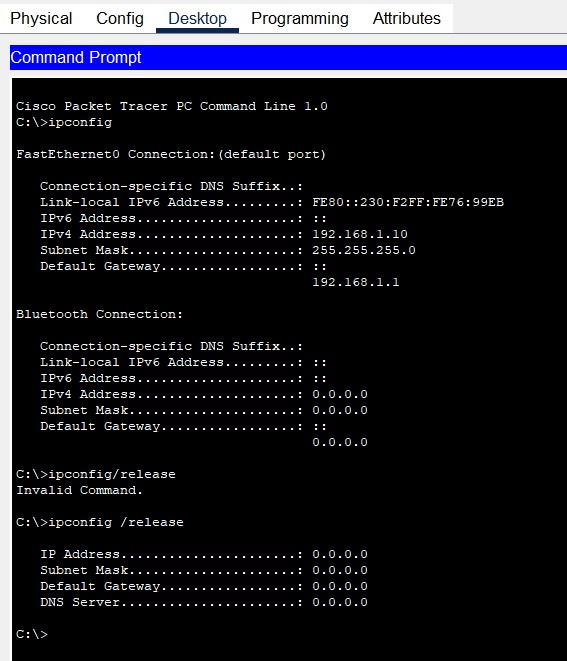 Physical Config Desktop Programming Attributes
Command Prompt
Cisco Packet Tracer PC Command Line 1.0
C:\>ipconfig
FastEthernet0 Connection:(default port)
Connection-specific DNS Suffix..:
Link-local IPv6 Address.........: FE80::230:F2FF:FE76:99EB
IPv6 Address....................: ::
IPv4 Address....................: 192.168.1.10
Subnet Mask.....................: 255.255.255.0
Default Gateway.................: ::
192.168.1.1
Bluetooth Connection:
Connection-specific DNS Suffix..:
Link-local IPv6 Address.........: ::
IPv6 Address....................: ::
IPv4 Address....................: 0.0.0.0
Subnet Mask.....................: 0.0.0.0
Default Gateway.................: ::
0.0.0.0
C:\>ipconfig/release
Invalid Command.
C:\>ipconfig /release
IP Address......................: 0.0.0.0
Subnet Mask.....................: 0.0.0.0
Default Gateway.................: 0.0.0.0
DNS Server......................: 0.0.0.0
C:\>